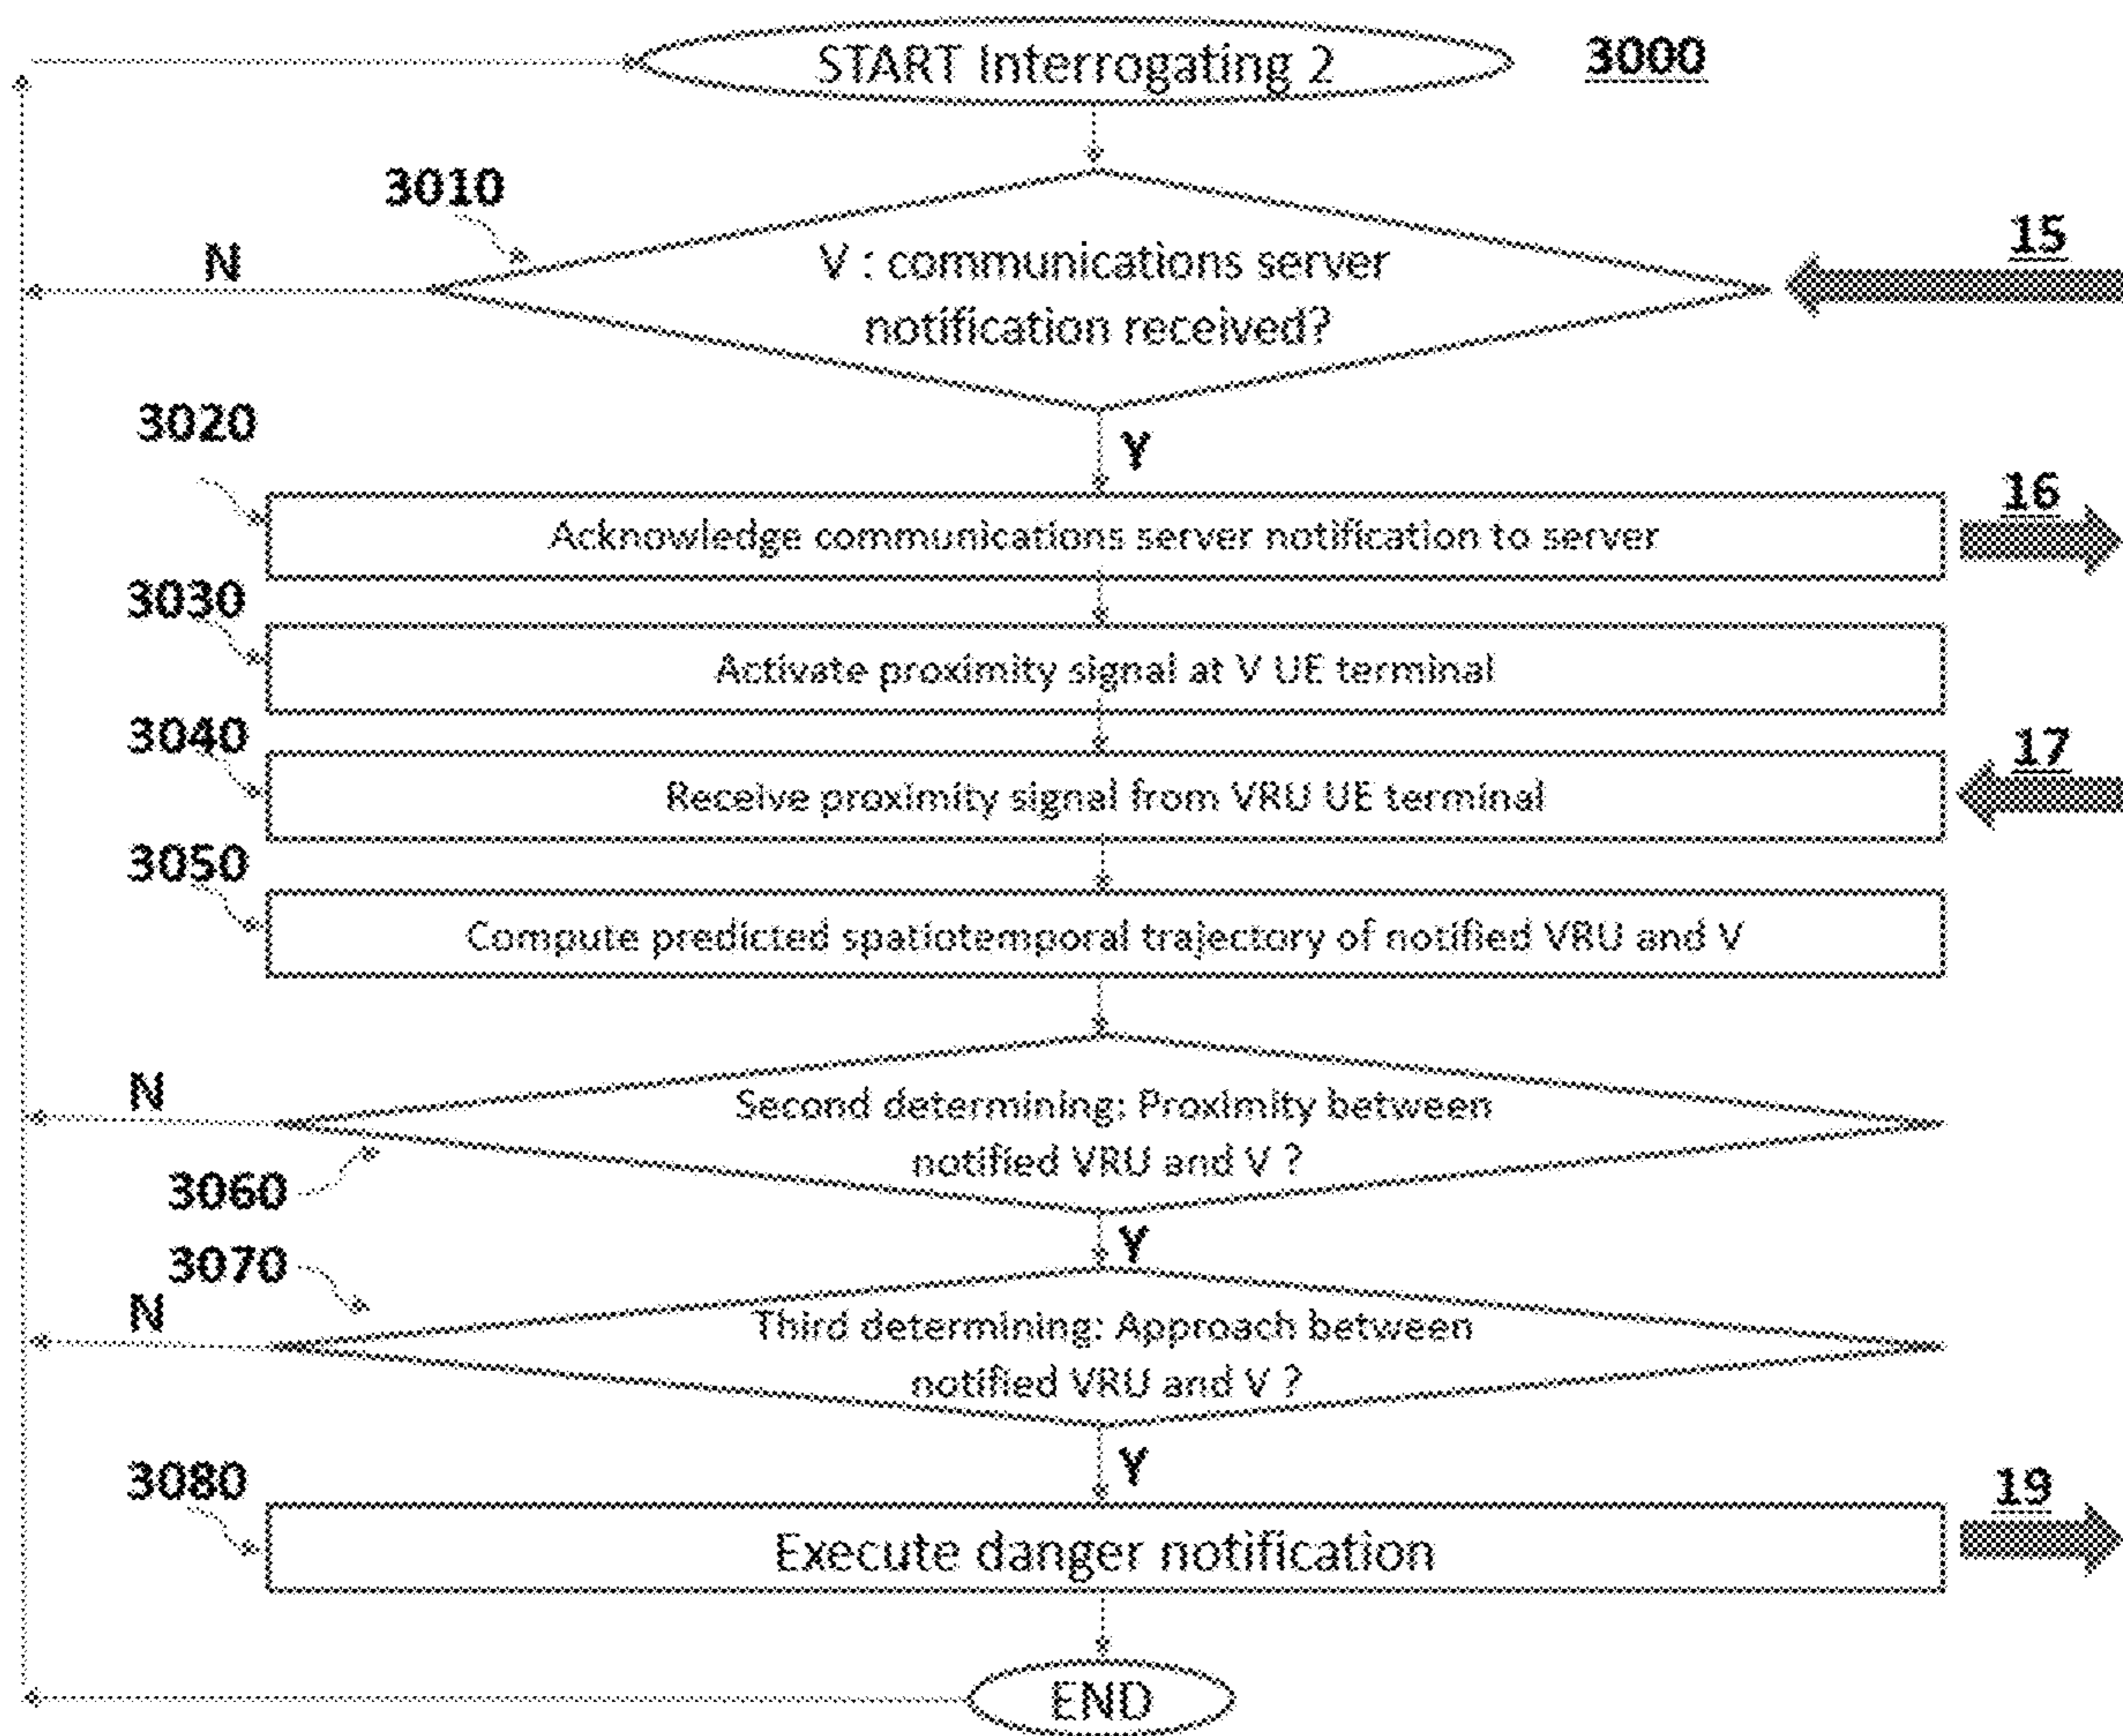 START Interrogating 2
3000
3010
N
V : communications server
notification received?
15
3020
Y
16
Acknowledge communications server notification to server
3030
Activate proximity signal at V UE terminal
3040
17
Receive proximity signal from VRU UE terminal
3050
Compute predicted spatiotemporal trajectory of notified VRU and V
N
Second determining: Proximity between
notified VRU and V ?
3060
Y
3070
N
Third determining: Approach between
notified VRU and V ?
Y
3080
19
Execute danger notification
END